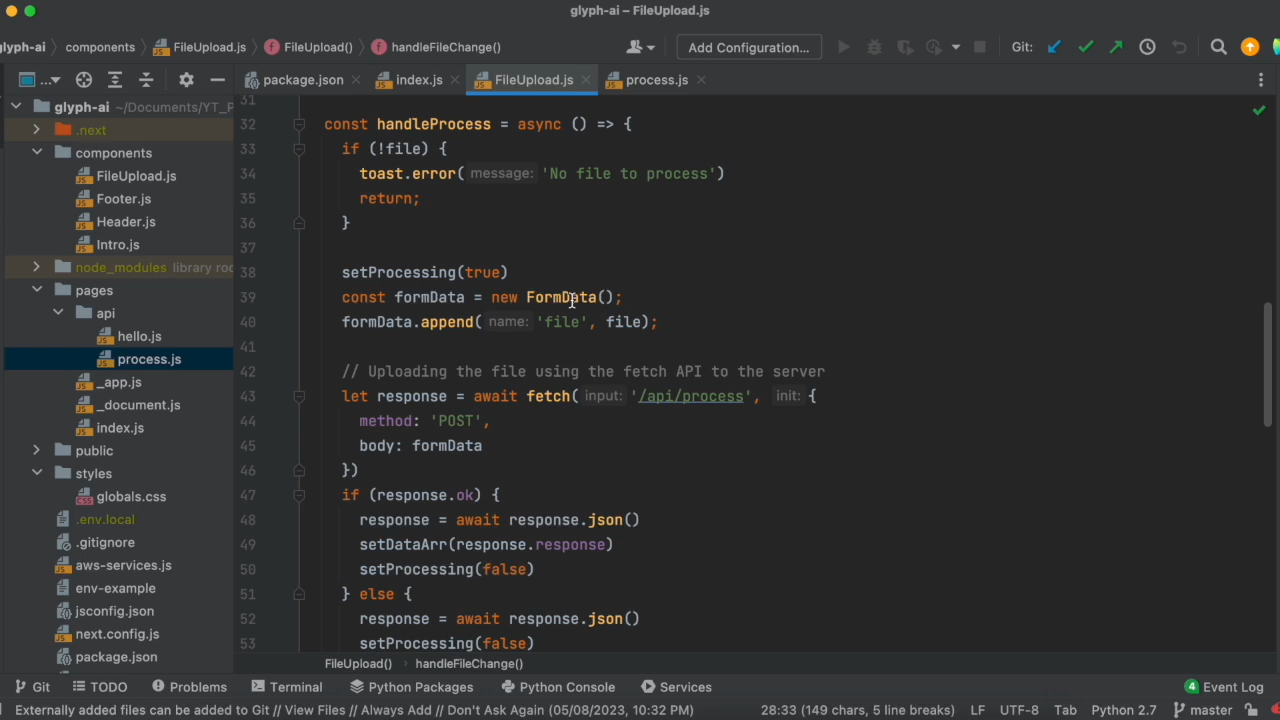 glyph-ai – FileUpload.js
glyph-ai components FileUpload.js FileUpload() handleFileChange() Add Configuration... Git:
... package.json index.js FileUpload.js process.js
glyph-ai ~/Documents/YT_P
.next
components
FileUpload.js
Footer.js
Header.js
Intro.js
node_modules library roo
pages
api
hello.js
process.js
_app.js
_document.js
index.js
public
styles
globals.css
.env.local
.gitignore
aws-services.js
env-example
jsconfig.json
next.config.js
package.json
31
32 const handleProcess = async () => {
33 if (!file) {
34 toast.error( message: 'No file to process')
35 return;
36 }
37
38 setProcessing(true)
39 const formData = new FormData();
40 formData.append( name: 'file', file);
41
42 // Uploading the file using the fetch API to the server
43 let response = await fetch( input: '/api/process', init: {
44 method: 'POST',
45 body: formData
46 })
47 if (response.ok) {
48 response = await response.json()
49 setDataArr(response.response)
50 setProcessing(false)
51 } else {
52 response = await response.json()
53 setProcessing(false)
FileUpload() handleFileChange()
Git TODO Problems Terminal Python Packages Python Console Services 4 Event Log
Externally added files can be added to Git // View Files // Always Add // Don't Ask Again (05/08/2023, 10:32 PM) 28:33 (149 chars, 5 line breaks) LF UTF-8 Tab Python 2.7 master